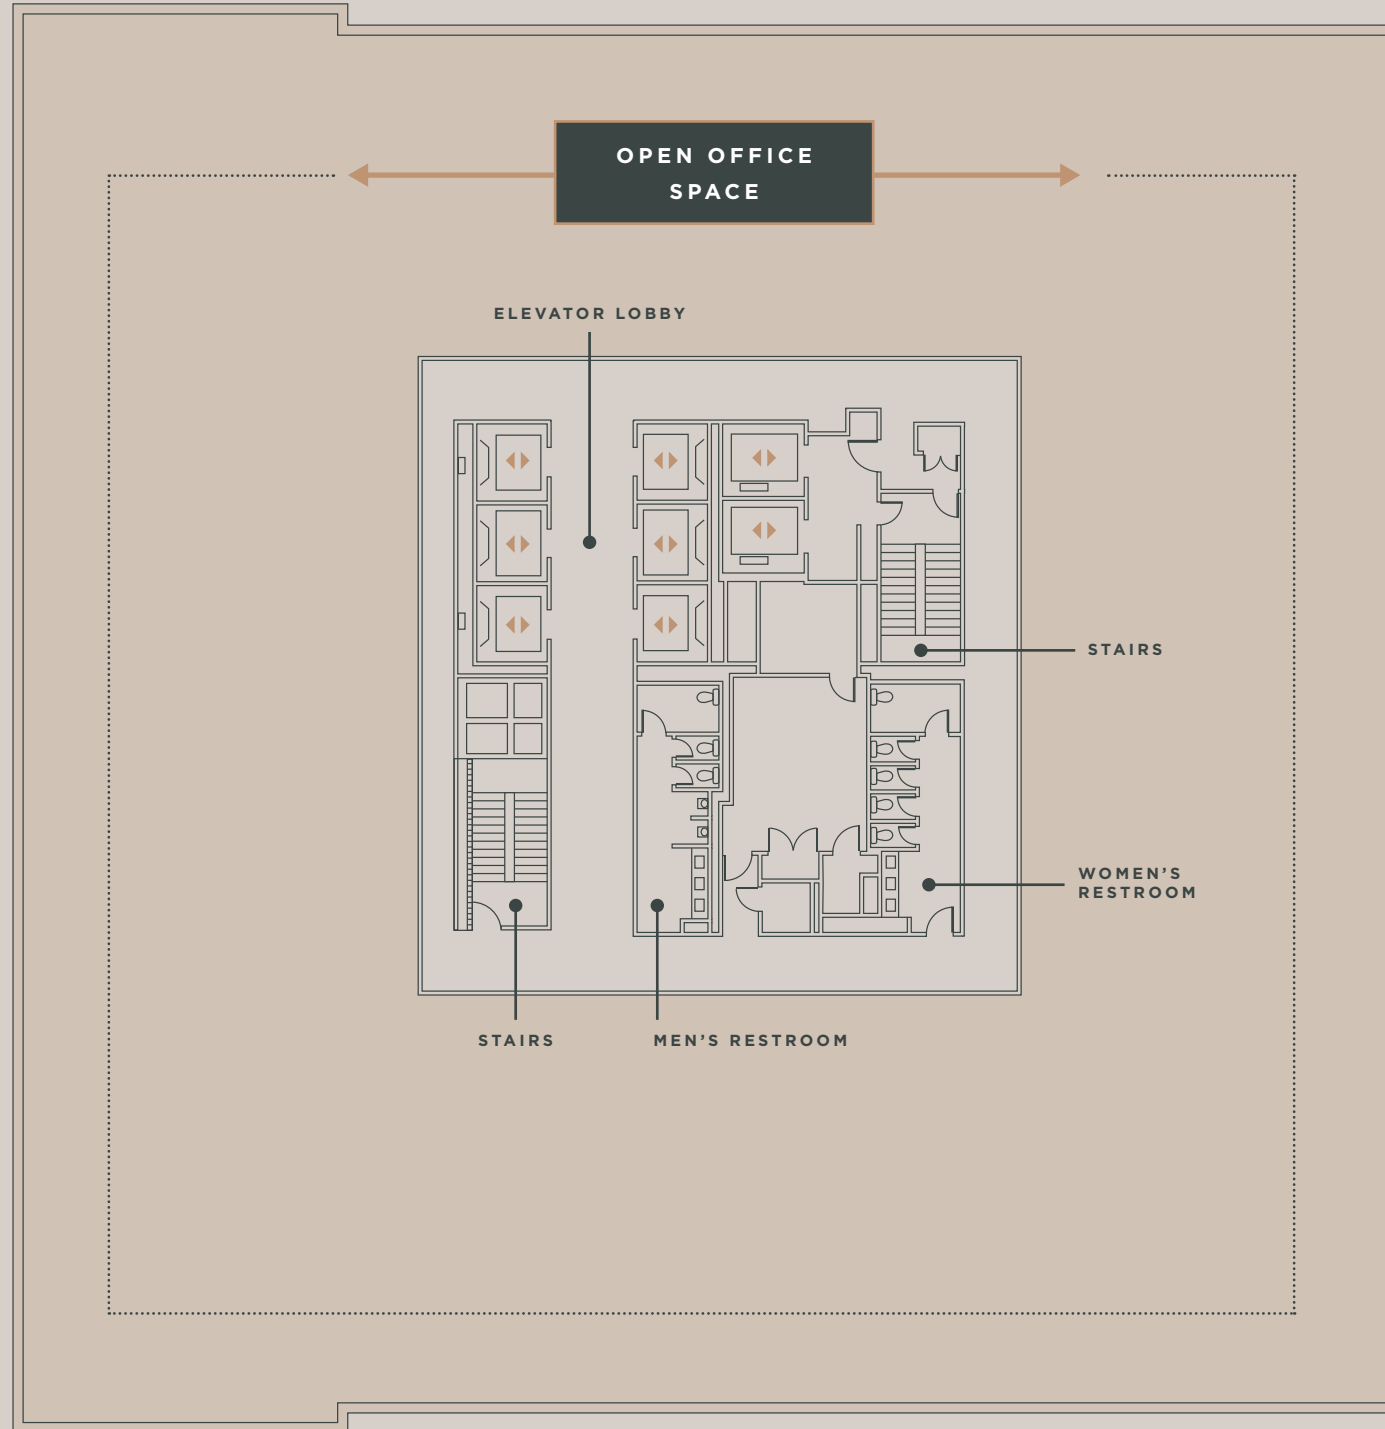 OPEN OFFICE
SPACE
ELEVATOR LOBBY
STAIRS
WOMEN’S
RESTROOM
STAIRS
MEN’S RESTROOM